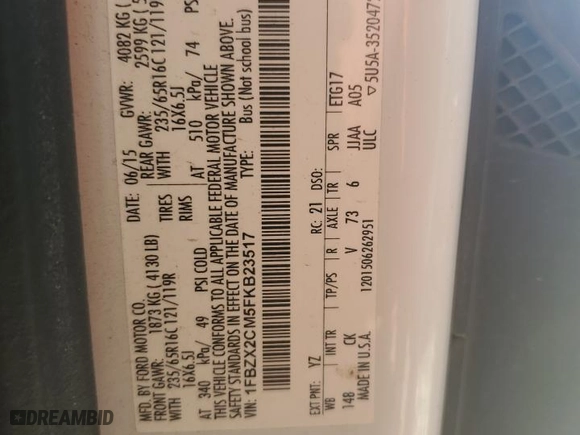 MFD. BY FORD MOTOR CO.
DATE: 06/15 GVWR: 4082 KG (
FRONT GAWR: 1873 KG ( 4130 LB) REAR GAWR: 2599 KG ( 5
WITH 235/65R16C 121/119R TIRES WITH 235/65R16C 121/119
16X6.5J RIMS 16X6.5J
AT 340 kPa/ 49 PSI COLD AT 510 kPa/ 74 PS
THIS VEHICLE CONFORMS TO ALL APPLICABLE FEDERAL MOTOR VEHICLE
SAFETY STANDARDS IN EFFECT ON THE DATE OF MANUFACTURE SHOWN ABOVE.
VIN: 1FBZX2CM5FKB23517 TYPE: Bus (Not school bus)
EXT PNT: YZ RC: 21 DSO:
WB INT TR TP/PS R AXLE TR SPR ETG17
148 CK V 73 6 JJAA A05
MADE IN U.S.A. 1201506262951 ULC
▽ 5U5A-3520472
DREAMBID